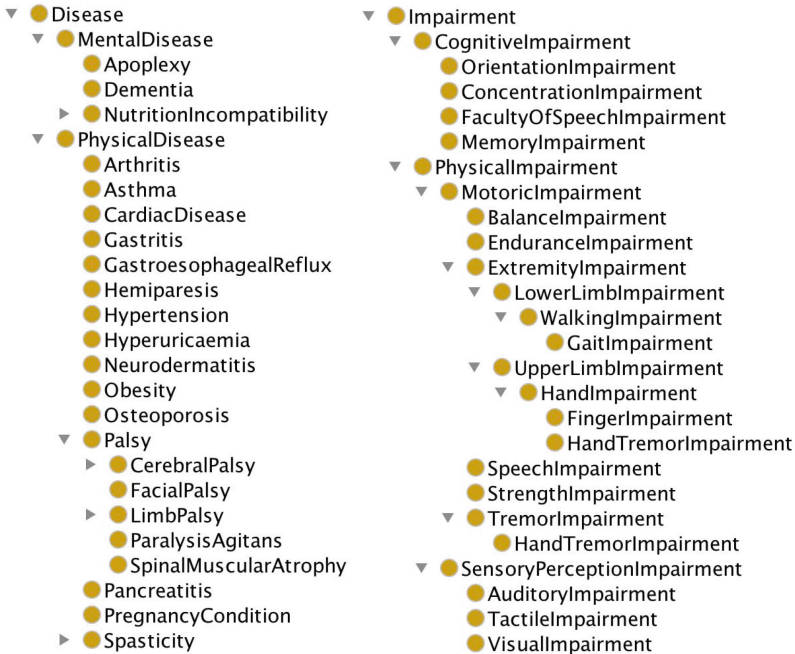 Disease
MentalDisease
Apoplexy
Dementia
NutritionIncompatibility
PhysicalDisease
Arthritis
Asthma
CardiacDisease
Gastritis
GastroesophagealReflux
Hemiparesis
Hypertension
Hyperuricaemia
Neurodermatitis
Obesity
Osteoporosis
Palsy
CerebralPalsy
FacialPalsy
LimbPalsy
ParalysisAgitans
SpinalMuscularAtrophy
Pancreatitis
PregnancyCondition
Spasticity
Impairment
CognitiveImpairment
OrientationImpairment
ConcentrationImpairment
FacultyOfSpeechImpairment
MemoryImpairment
PhysicalImpairment
MotoricImpairment
BalanceImpairment
EnduranceImpairment
ExtremityImpairment
LowerLimbImpairment
WalkingImpairment
GaitImpairment
UpperLimbImpairment
HandImpairment
FingerImpairment
HandTremorImpairment
SpeechImpairment
StrengthImpairment
TremorImpairment
HandTremorImpairment
SensoryPerceptionImpairment
AuditoryImpairment
TactileImpairment
VisualImpairment